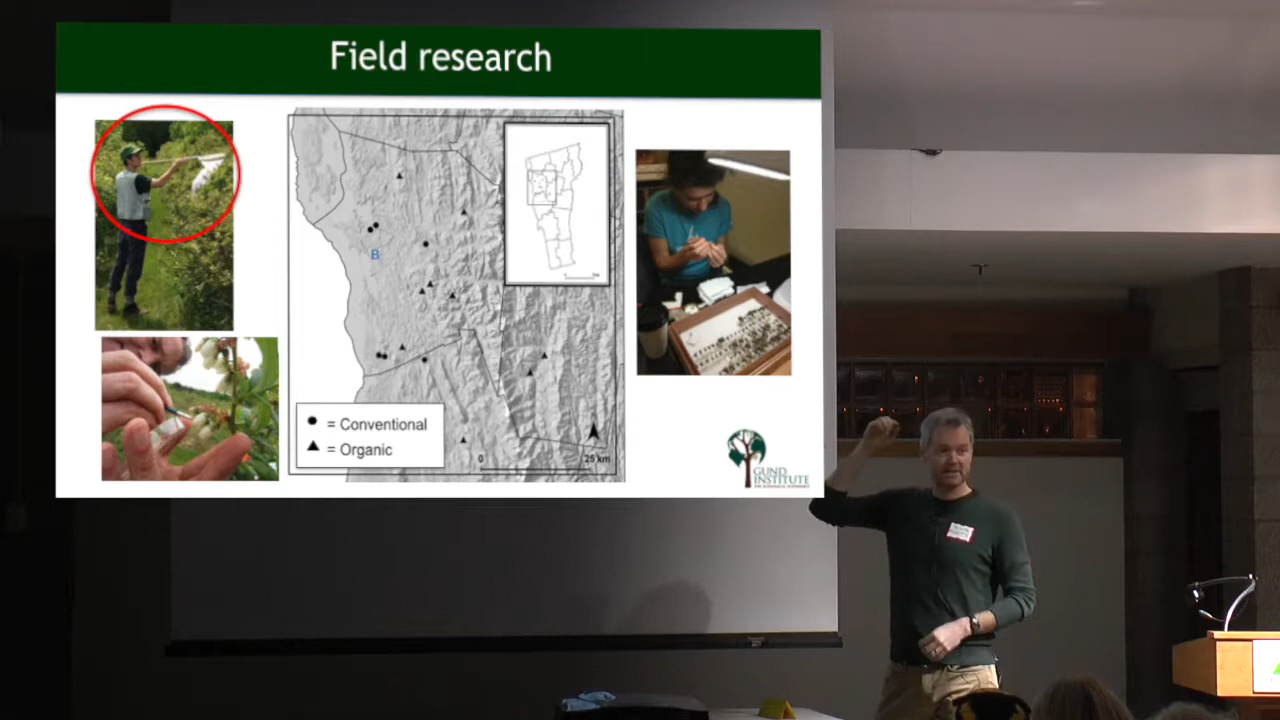 Field research
B
● = Conventional
▲ = Organic
0
25 km
GUND
INSTITUTE